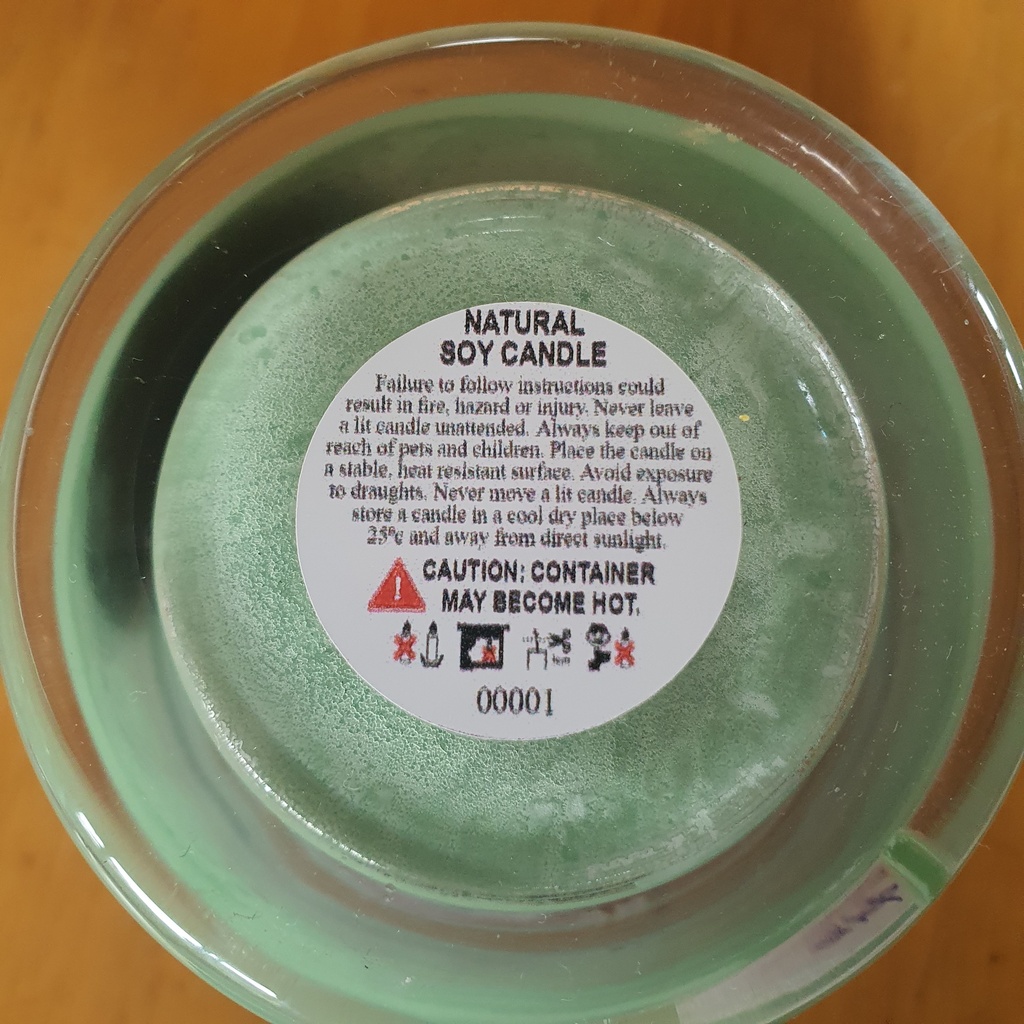 NATURAL
SOY CANDLE
Failure to follow instructions could
result in fire, hazard or injury. Never leave
a lit candle unattended. Always keep out of
reach of pets and children. Place the candle on
a stable, heat resistant surface. Avoid exposure
to draughts. Never move a lit candle. Always
store a candle in a cool dry place below
25°c and away from direct sunlight.
CAUTION: CONTAINER
MAY BECOME HOT.
00001